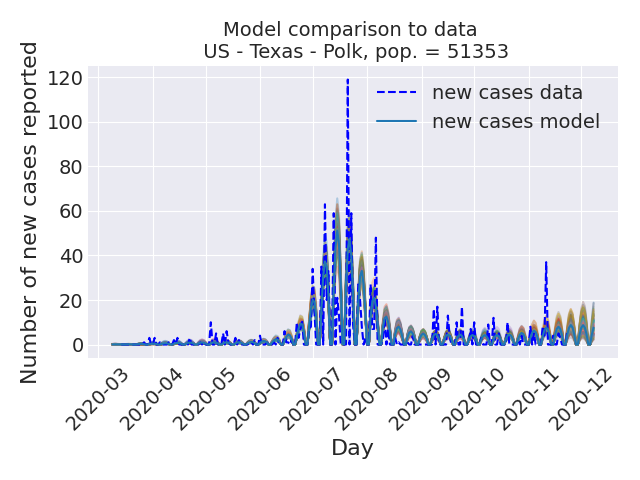 Model comparison to data
US - Texas - Polk, pop. = 51353
Number of new cases reported
120
100
80
60
40
20
0
new cases data
new cases model
2020-03
2020-04
2020-05
2020-06
2020-07
2020-08
2020-09
2020-10
2020-11
2020-12
Day